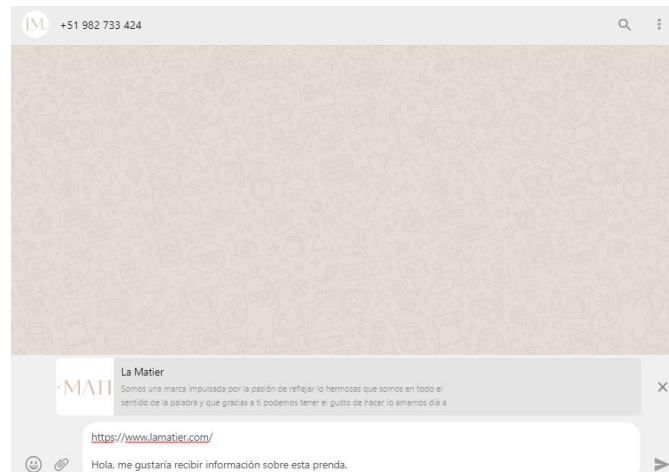 LM.
+51 982 733 424
MATI
La Matier
Somos una marca impulsada por la pasión de reflejar lo hermosas que somos en todo el
sentido de la palabra y que gracias a ti podemos tener el gusto de hacer lo amamos día a
https://www.lamatier.com/
Hola, me gustaría recibir información sobre esta prenda.